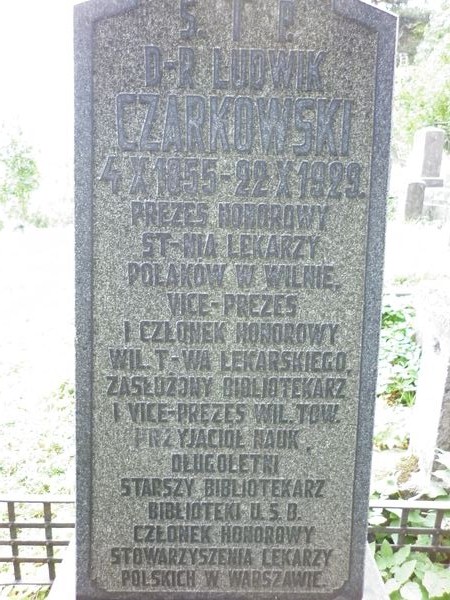 Ś. † P.
D-R LUDWIK
CZARKOWSKI
4 X 1855-22 X 1929.
PREZES HONOROWY
ST-NIA LEKARZY
POLAKÓW W WILNIE,
VICE-PREZES
I CZŁONEK HONOROWY
WIL. T-WA LEKARSKIEGO,
ZASŁUŻONY BIBLIOTEKARZ
I VICE-PREZES WIL. TOW.
PRZYJACIÓŁ NAUK,
DŁUGOLETNI
STARSZY BIBLIOTEKARZ
BIBLIOTEKI U.S.B.
CZŁONEK HONOROWY
STOWARZYSZENIA LEKARZY
POLSKICH W WARSZAWIE.